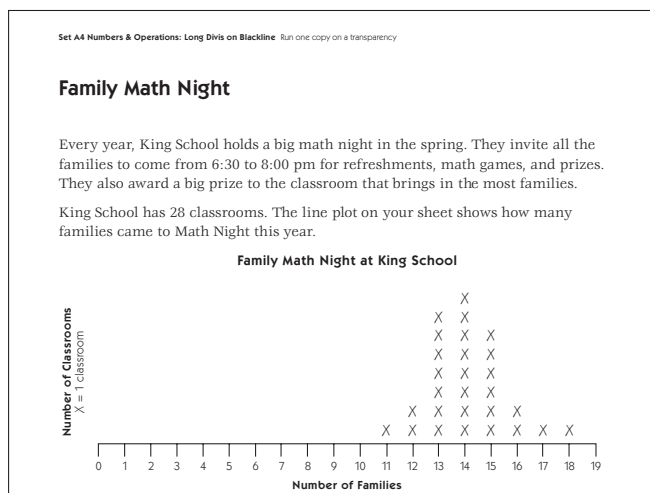 Set A4 Numbers & Operations: Long Divis on Blackline Run one copy on a transparency
Family Math Night
Every year, King School holds a big math night in the spring. They invite all the
families to come from 6:30 to 8:00 pm for refreshments, math games, and prizes.
They also award a big prize to the classroom that brings in the most families.
King School has 28 classrooms. The line plot on your sheet shows how many
families came to Math Night this year.
Family Math Night at King School
Number of Classrooms
X = 1 classroom
X
X X
X X X
X X X
X X X
X X X
X X X X X
X X X X X X X X
0 1 2 3 4 5 6 7 8 9 10 11 12 13 14 15 16 17 18 19
Number of Families